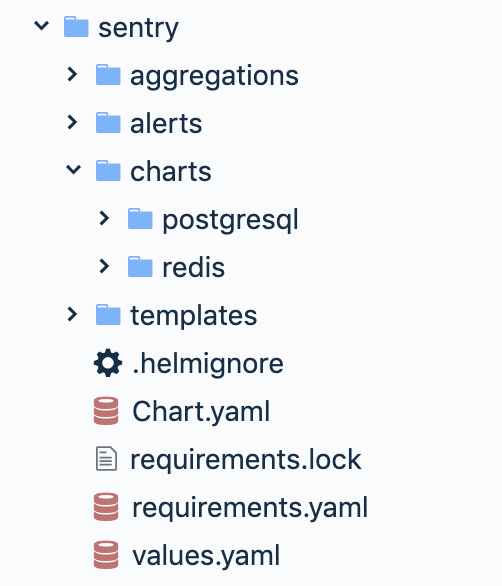 sentry
aggregations
alerts
charts
postgresql
redis
templates
.helmignore
Chart.yaml
requirements.lock
requirements.yaml
values.yaml